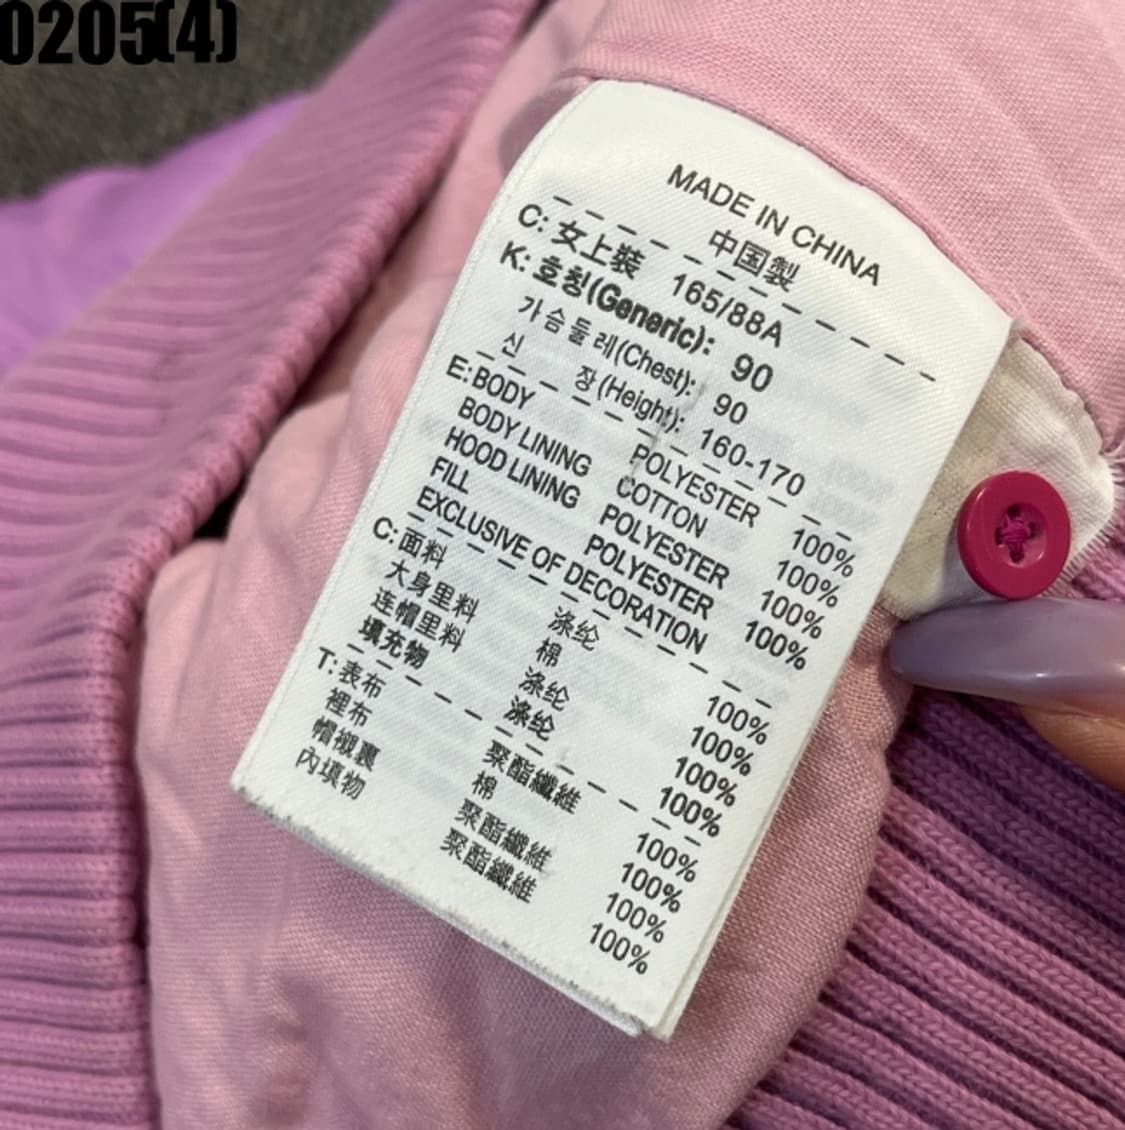 0205(4)
MADE IN CHINA
中国製
C: 女上裝 165/88A
K: 호칭(Generic): 90
가슴둘레(Chest): 90
신 장(Height): 160-170
E: BODY POLYESTER 100%
BODY LINING COTTON 100%
HOOD LINING POLYESTER 100%
FILL POLYESTER 100%
EXCLUSIVE OF DECORATION
C: 面料 涤纶 100%
大身里料 棉 100%
连帽里料 涤纶 100%
填充物 涤纶 100%
T: 表布 聚酯纖維 100%
裡布 棉 100%
帽襯裏 聚酯纖維 100%
內填物 聚酯纖維 100%